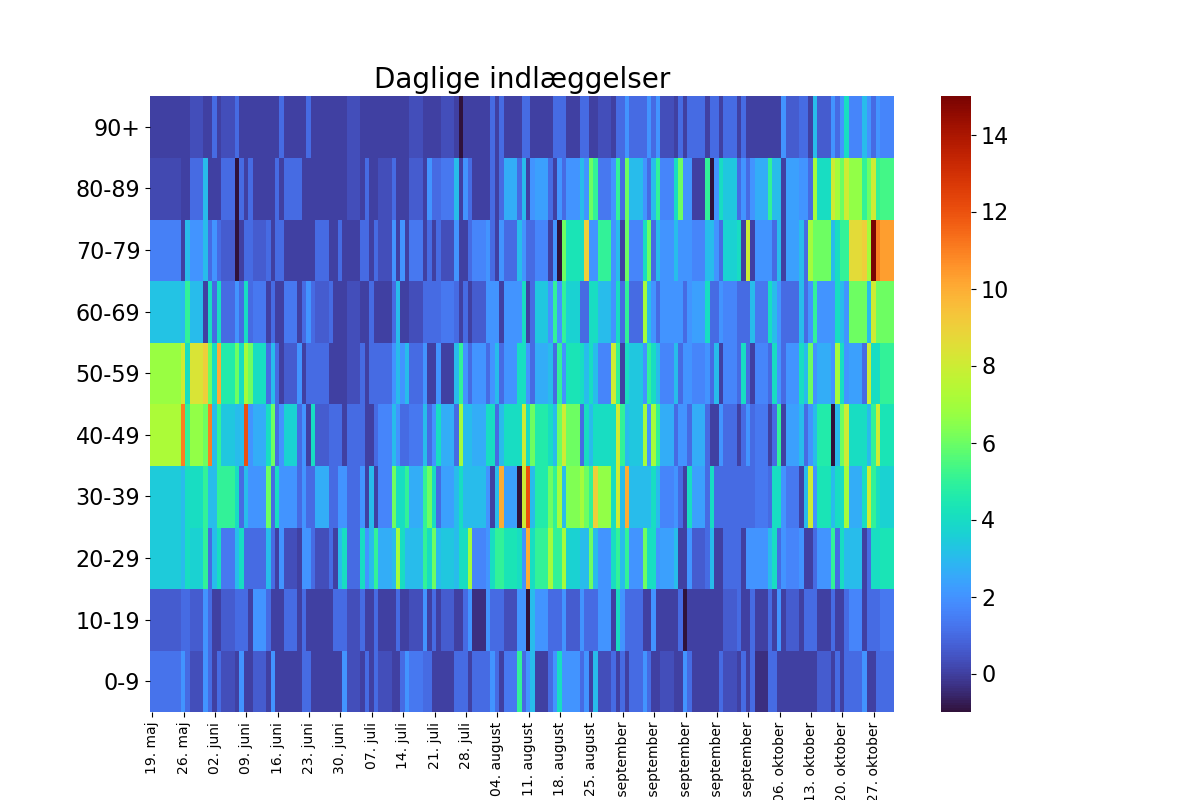 Daglige indlæggelser
90+
80-89
70-79
60-69
50-59
40-49
30-39
20-29
10-19
0-9
19. maj
26. maj
02. juni
09. juni
16. juni
23. juni
30. juni
07. juli
14. juli
21. juli
28. juli
04. august
11. august
18. august
25. august
september
september
september
september
september
06. oktober
13. oktober
20. oktober
27. oktober
14
12
10
8
6
4
2
0